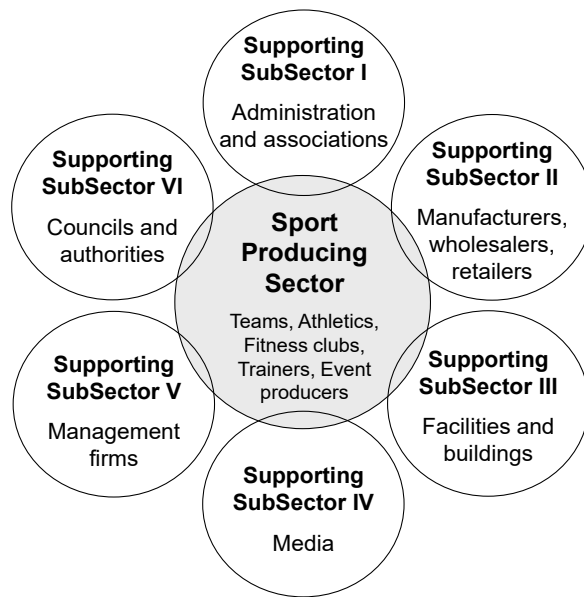 Supporting
SubSector I
Administration
and associations
Supporting
SubSector II
Manufacturers,
wholesalers,
retailers
Supporting
SubSector III
Facilities and
buildings
Supporting
SubSector IV
Media
Supporting
SubSector V
Management
firms
Supporting
SubSector VI
Councils and
authorities
Sport
Producing
Sector
Teams, Athletics,
Fitness clubs,
Trainers, Event
producers